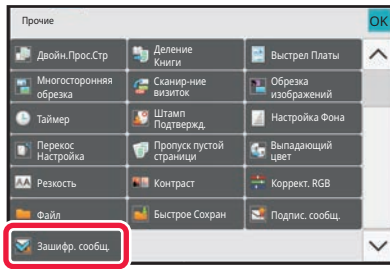 Прочие
OK
Двойн.Прос.Стр
Деление
Книги
Выстрел Платы
Многосторонняя
обрезка
Сканир-ние
визиток
Обрезка
изображений
Таймер
Штамп
Подтвержд.
Настройка Фона
Перекос
Настройка
Пропуск пустой
страници
Выпадающий
цвет
Резкость
Контраст
Коррект. RGB
Файл
Быстрое Сохран
Подпис. сообщ.
Зашифр. сообщ.